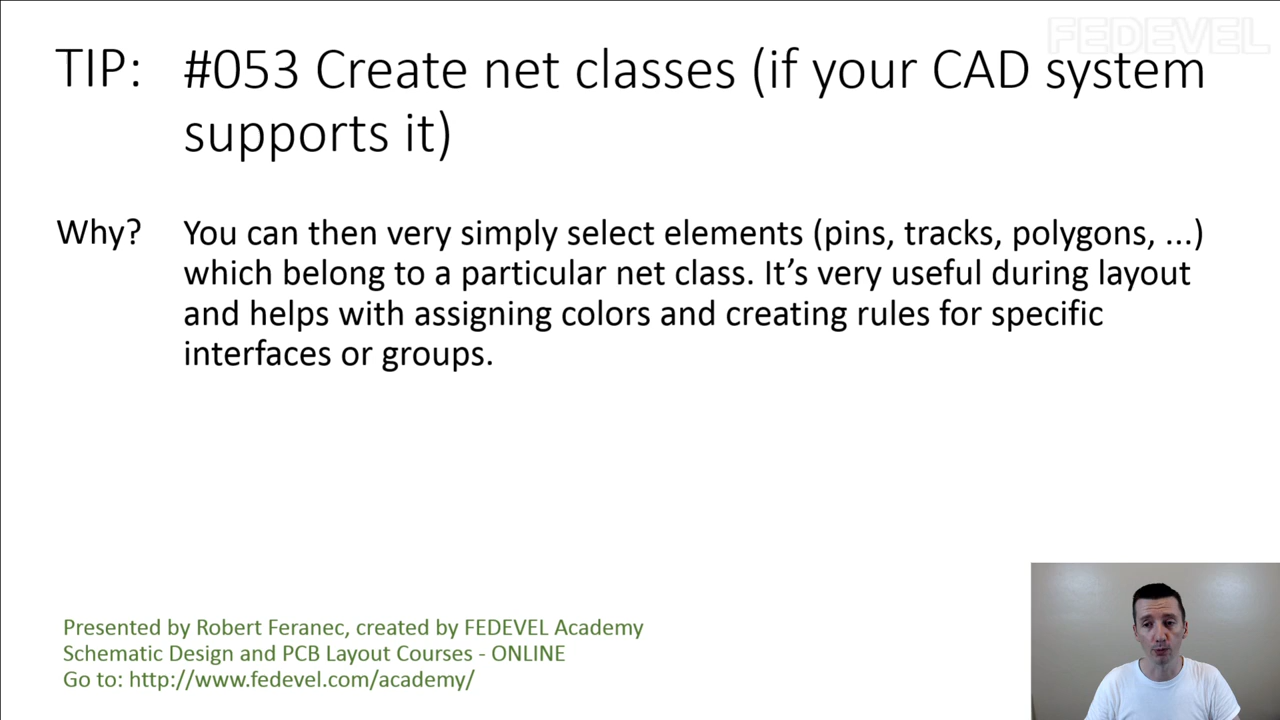 FEDEVEL
TIP: #053 Create net classes (if your CAD system
supports it)
Why? You can then very simply select elements (pins, tracks, polygons, ...)
which belong to a particular net class. It’s very useful during layout
and helps with assigning colors and creating rules for specific
interfaces or groups.
Presented by Robert Feranec, created by FEDEVEL Academy
Schematic Design and PCB Layout Courses - ONLINE
Go to: http://www.fedevel.com/academy/